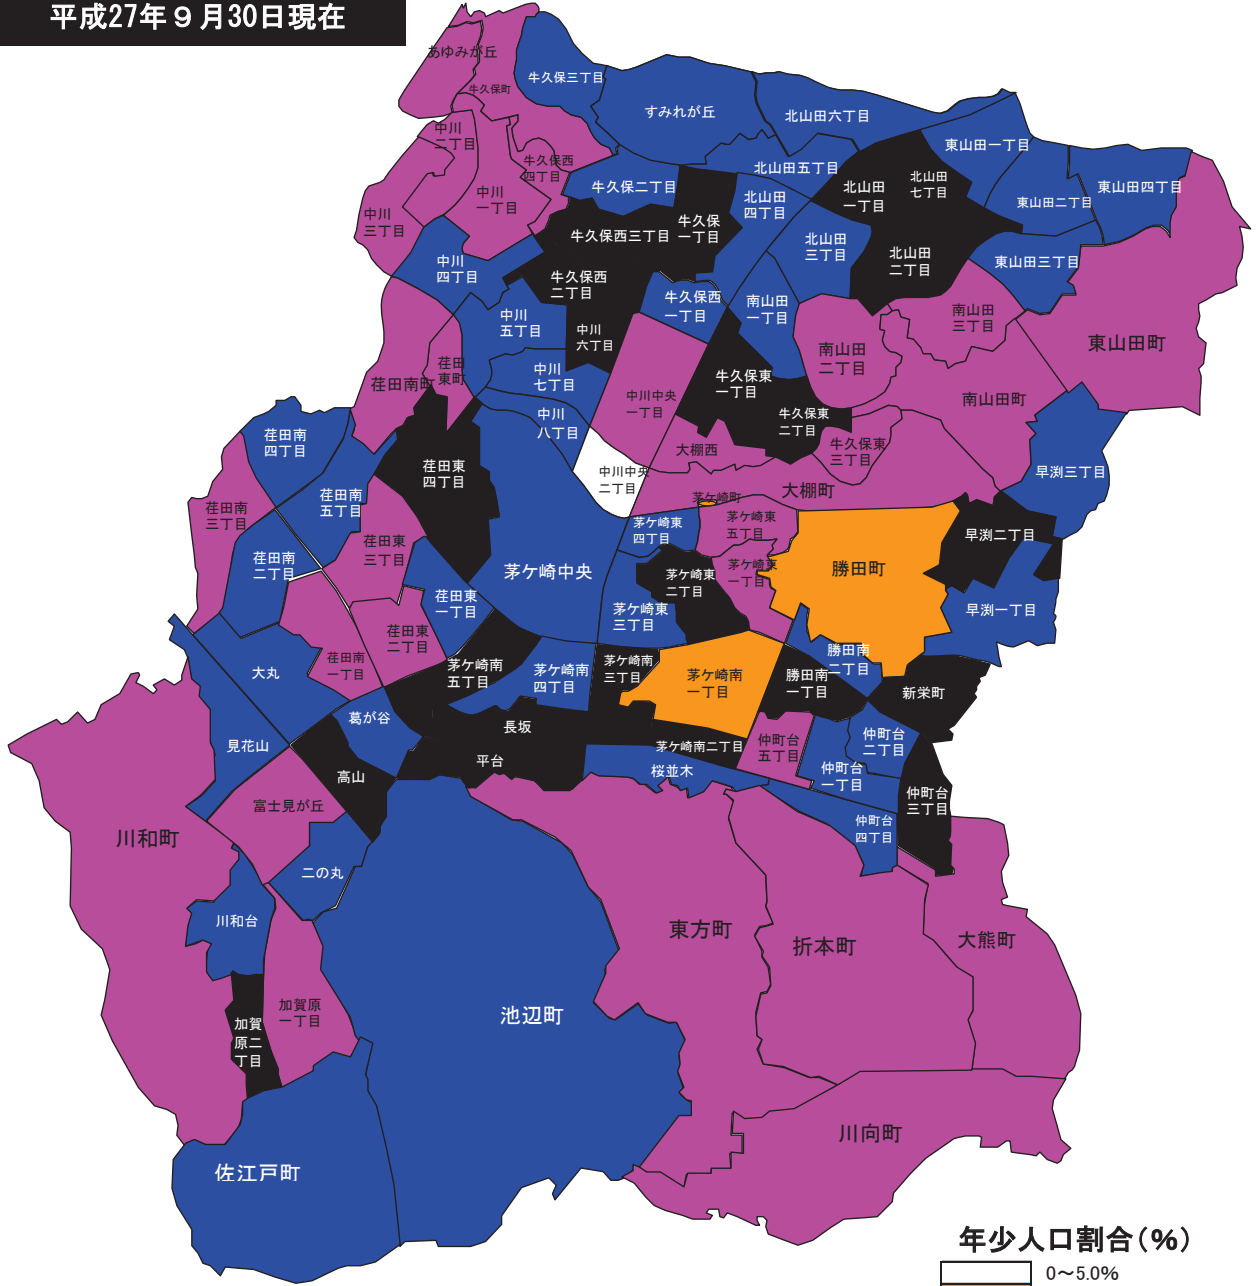 平成27年９月30日現在
あゆみが丘
牛久保町
牛久保三丁目
すみれが丘
北山田六丁目
中川
二丁目
牛久保西
四丁目
北山田五丁目
東山田一丁目
中川
一丁目
牛久保二丁目
北山田
四丁目
北山田
一丁目
北山田
七丁目
東山田二丁目
東山田四丁目
中川
三丁目
牛久保西三丁目
牛久保
一丁目
北山田
三丁目
北山田
二丁目
東山田三丁目
中川
四丁目
牛久保西
二丁目
牛久保西
一丁目
南山田
一丁目
南山田
三丁目
中川
五丁目
中川
六丁目
南山田
二丁目
東山田町
荏田
東町
荏田南町
中川
七丁目
中川中央
一丁目
牛久保東
一丁目
南山田町
中川
八丁目
牛久保東
二丁目
牛久保東
三丁目
荏田南
四丁目
大棚西
荏田東
四丁目
中川中央
二丁目
早渕三丁目
荏田南
五丁目
茅ケ崎町
大棚町
荏田南
三丁目
茅ケ崎東
四丁目
茅ケ崎東
五丁目
早渕二丁目
荏田東
三丁目
荏田南
二丁目
茅ケ崎中央
茅ケ崎東
二丁目
茅ケ崎東
一丁目
勝田町
荏田東
一丁目
茅ケ崎東
三丁目
早渕一丁目
荏田東
二丁目
荏田南
一丁目
大丸
茅ケ崎南
五丁目
茅ケ崎南
四丁目
茅ケ崎南
三丁目
茅ケ崎南
一丁目
勝田南
一丁目
勝田南
二丁目
新栄町
葛が谷
長坂
見花山
平台
茅ケ崎南二丁目
仲町台
五丁目
仲町台
二丁目
高山
桜並木
仲町台
一丁目
富士見が丘
仲町台
三丁目
川和町
仲町台
四丁目
二の丸
川和台
東方町
折本町
大熊町
加賀原
一丁目
池辺町
加賀
原二
丁目
川向町
佐江戸町
年少人口割合(%)
0～5.0%